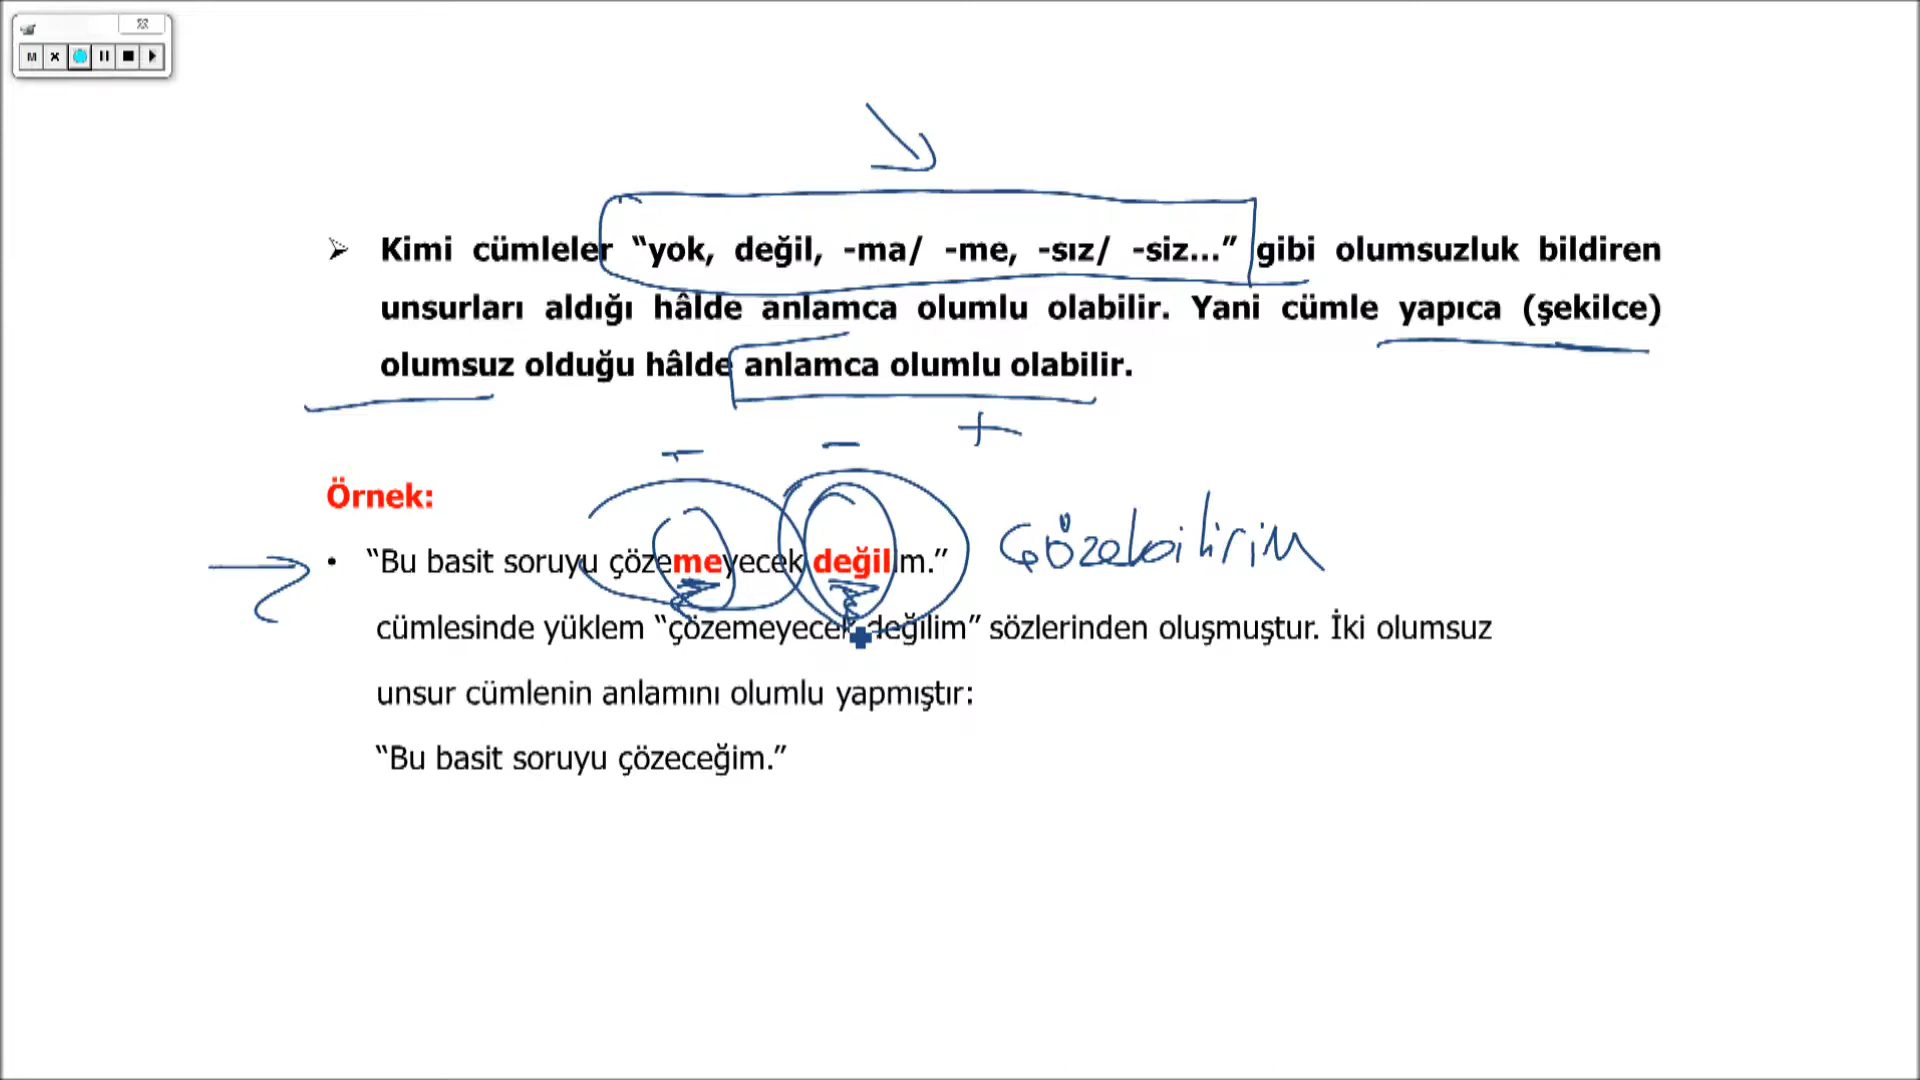 Kimi cümleler “yok, değil, -ma/ -me, -sız/ -siz...” gibi olumsuzluk bildiren
unsurları aldığı hâlde anlamca olumlu olabilir. Yani cümle yapıca (şekilce)
olumsuz olduğu hâlde anlamca olumlu olabilir.
+
- -
Örnek:
• “Bu basit soruyu çözemeyecek değilim.” çözebilirim
cümlesinde yüklem “çözemeyecek değilim” sözlerinden oluşmuştur. İki olumsuz
unsur cümlenin anlamını olumlu yapmıştır:
“Bu basit soruyu çözeceğim.”